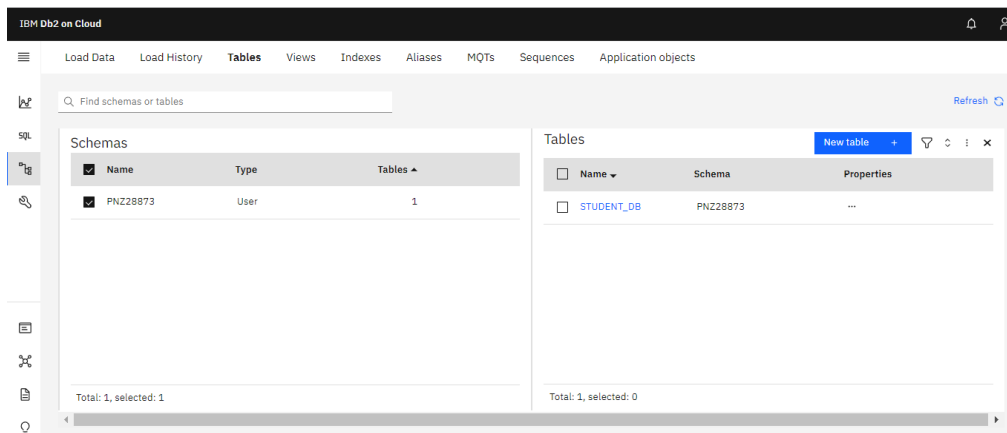 IBM Db2 on Cloud
Load Data Load History Tables Views Indexes Aliases MQTs Sequences Application objects
Find schemas or tables
Refresh
SQL
Schemas
Name Type Tables
PNZ28873 User 1
Total: 1, selected: 1
Tables
New table +
Name Schema Properties
STUDENT_DB PNZ28873 ...
Total: 1, selected: 0